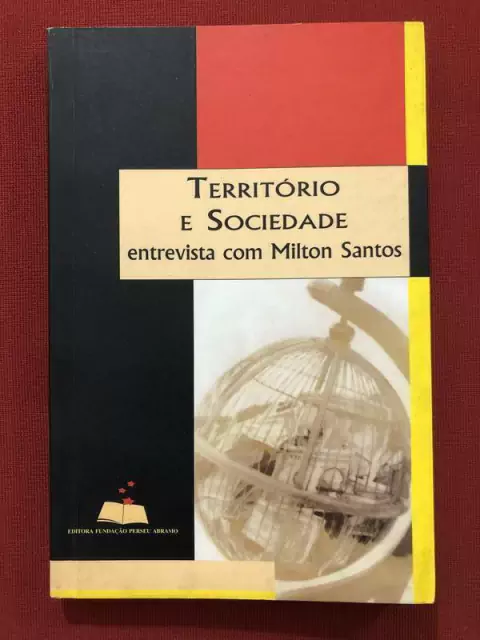 TERRITÓRIO
E SOCIEDADE
entrevista com Milton Santos
EDITORA FUNDAÇÃO PERSEU ABRAMO